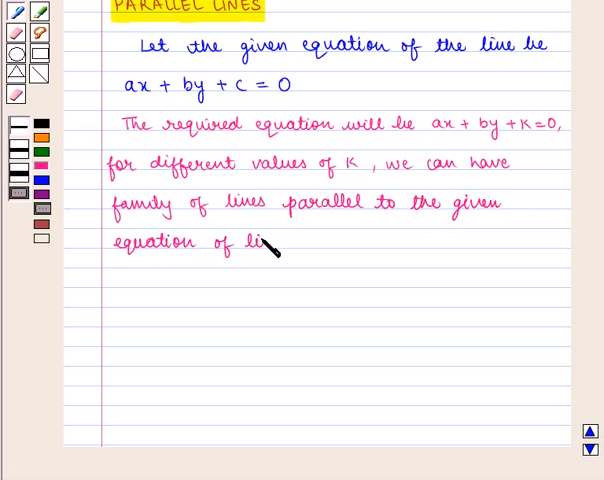 PARALLEL LINES
Let the given equation of the line be
ax + by + c = 0
The required equation will be ax + by + K = 0,
for different values of K, we can have
family of lines parallel to the given
equation of li